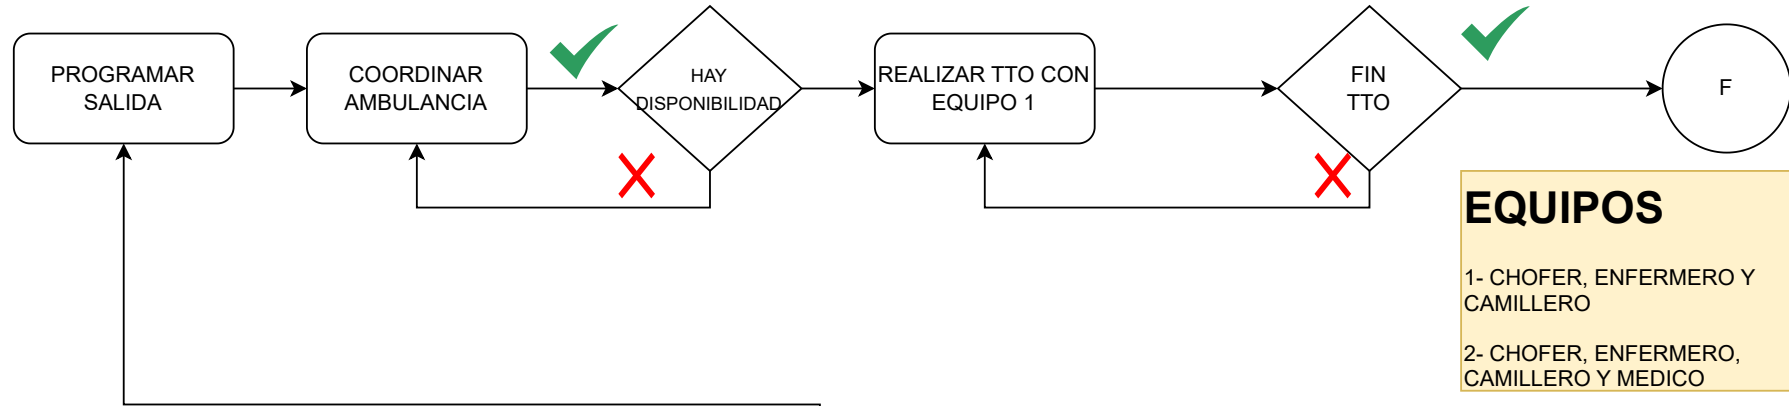 PROGRAMAR
SALIDA
COORDINAR
AMBULANCIA
HAY
DISPONIBILIDAD
REALIZAR TTO CON
EQUIPO 1
FIN
TTO
F
EQUIPOS
1- CHOFER, ENFERMERO Y
CAMILLERO
2- CHOFER, ENFERMERO,
CAMILLERO Y MEDICO